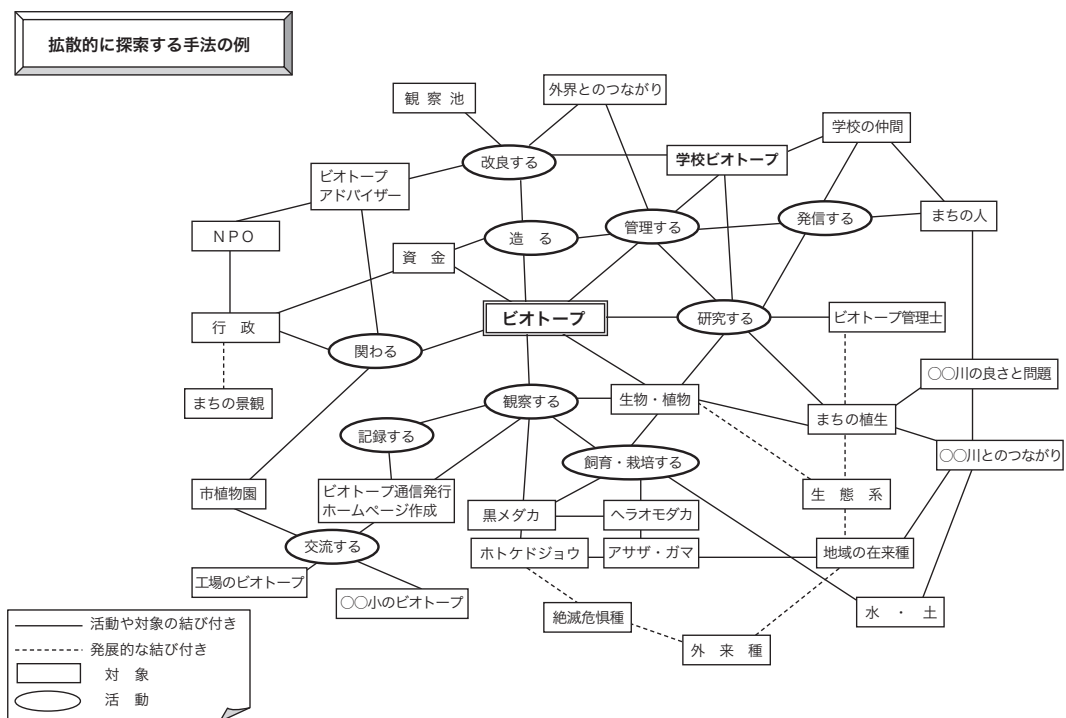 拡散的に探索する手法の例
観 察 池
外界とのつながり
学校の仲間
改良する
学校ビオトープ
ビオトープ
アドバイザー
発信する
まちの人
NPO
造 る
管理する
資 金
行 政
ビオトープ
研究する
ビオトープ管理士
関わる
○○川の良さと問題
まちの景観
観察する
生物・植物
まちの植生
記録する
○○川とのつながり
飼育・栽培する
市植物園
ビオトープ通信発行
ホームページ作成
生 態 系
黒メダカ
ヘラオモダカ
交流する
ホトケドジョウ
アサザ・ガマ
地域の在来種
工場のビオトープ
○○小のビオトープ
絶滅危惧種
水 ・ 土
外 来 種
活動や対象の結び付き
発展的な結び付き
対 象
活 動